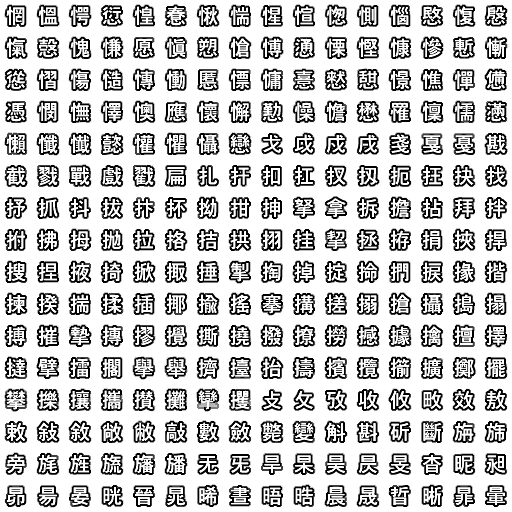 惘慍愕愆惶惷愀惴惺愃愡惻惱愍愎慇
愾愨愧慊愿愼愬愴愽慂慄慳慷慘慙慚
慫慴慯慥慱慟慝慓慵憙憖憇憬憔憚憊
憑憫憮懌懊應懷懈懃懆憺懋罹懍懦懣
懶懺懴懿懽懼懾戀戈戉戍戌戔戛戞戡
截戮戰戲戳扁扎扞扣扛扠扨扼抂抉找
抒抓抖拔抃抔拗拑抻拏拿拆擔拈拜拌
拊拂拇抛拉挌拮拱挧挂挈拯拵捐挾捍
搜捏掖掎掀掫捶掣掏掉掟掵捫捩掾揩
揀揆揣揉插揶揄搖搴搆搓搦搶攝搗搨
搏摧摯摶摎攪撕撓撥撩撈撼據擒擅擇
撻擘擂擱擧舉擠擡抬擣擯攬擶擴擲擺
攀擽攘攜攅攤攣攫攴攵攷收攸畋效敖
敕敍敘敞敝敲數斂斃變斛斟斫斷旃旆
旁旄旌旒旛旙无旡旱杲昊昃旻杳昵昶
昴昜晏晄晉晁晞晝晤晧晨晟晢晰暃暈